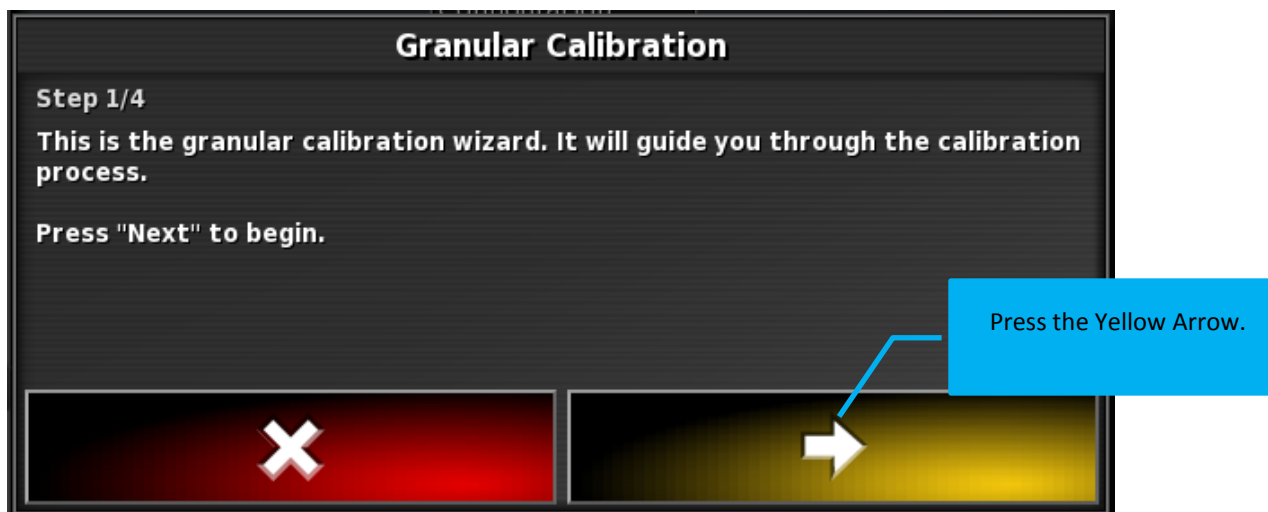 Granular Calibration
Step 1/4
This is the granular calibration wizard. It will guide you through the calibration
process.
Press "Next" to begin.
Press the Yellow Arrow.